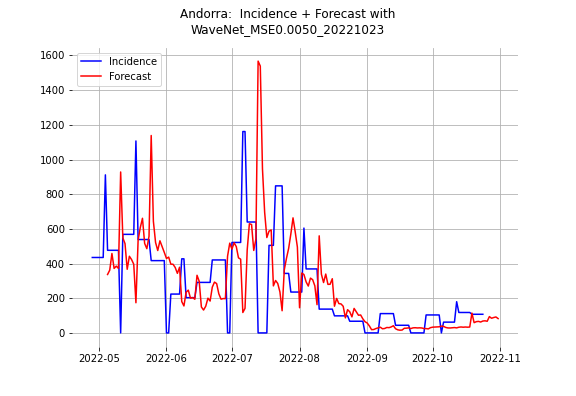 Andorra:  Incidence + Forecast with
WaveNet_MSE0.0050_20221023
Incidence
Forecast
1600
1400
1200
1000
800
600
400
200
0
2022-05 2022-06 2022-07 2022-08 2022-09 2022-10 2022-11